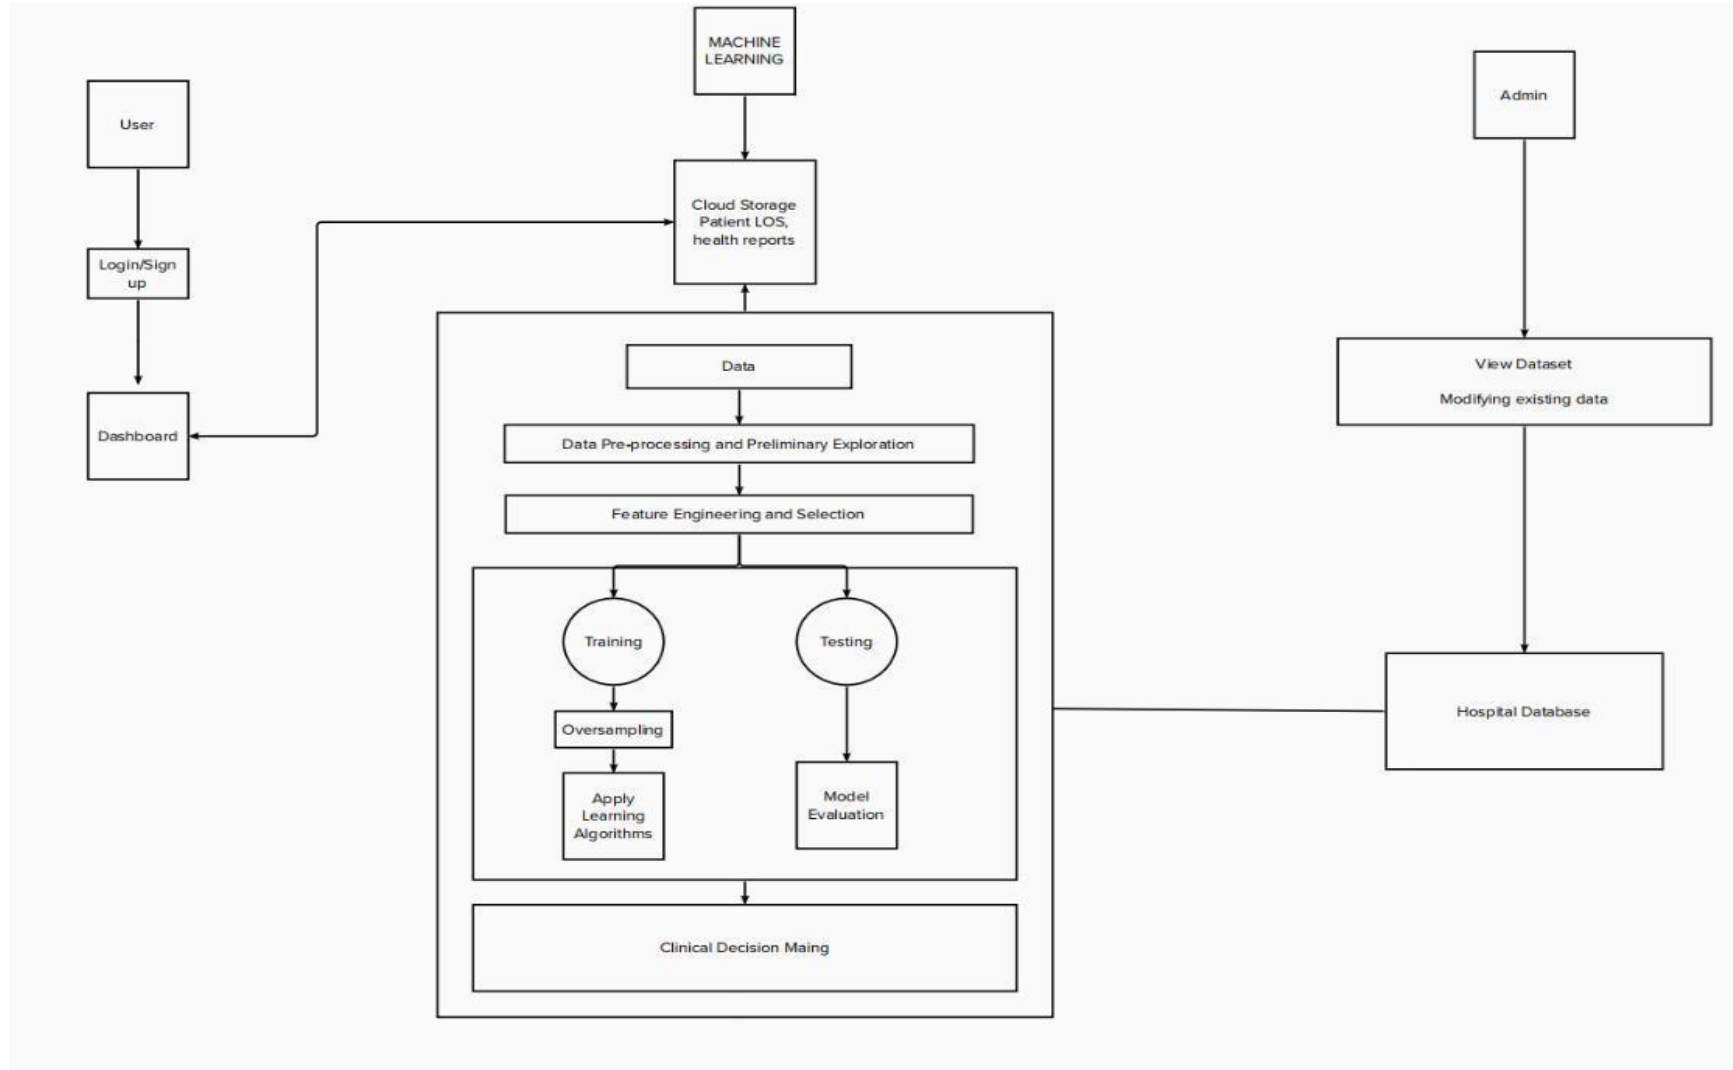 MACHINE
LEARNING
User
Admin
Cloud Storage
Patient LOS,
health reports
Login/Sign
up
Dashboard
View Dataset
Modifying existing data
Data
Data Pre-processing and Preliminary Exploration
Feature Engineering and Selection
Training
Testing
Oversampling
Apply
Learning
Algorithms
Model
Evaluation
Hospital Database
Clinical Decision Maing